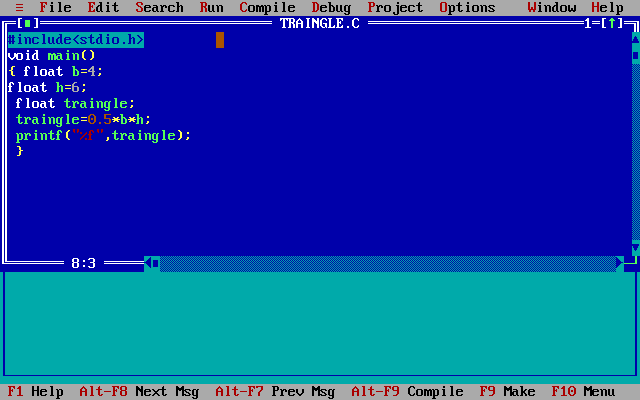 ≡ File Edit Search Run Compile Debug Project Options Window Help
[■] TRAINGLE.C 1=[↑]
#include<stdio.h>
void main()
{ float b=4;
float h=6;
float traingle;
traingle=0.5*b*h;
printf("%f",traingle);
}
8:3
F1 Help Alt-F8 Next Msg Alt-F7 Prev Msg Alt-F9 Compile F9 Make F10 Menu